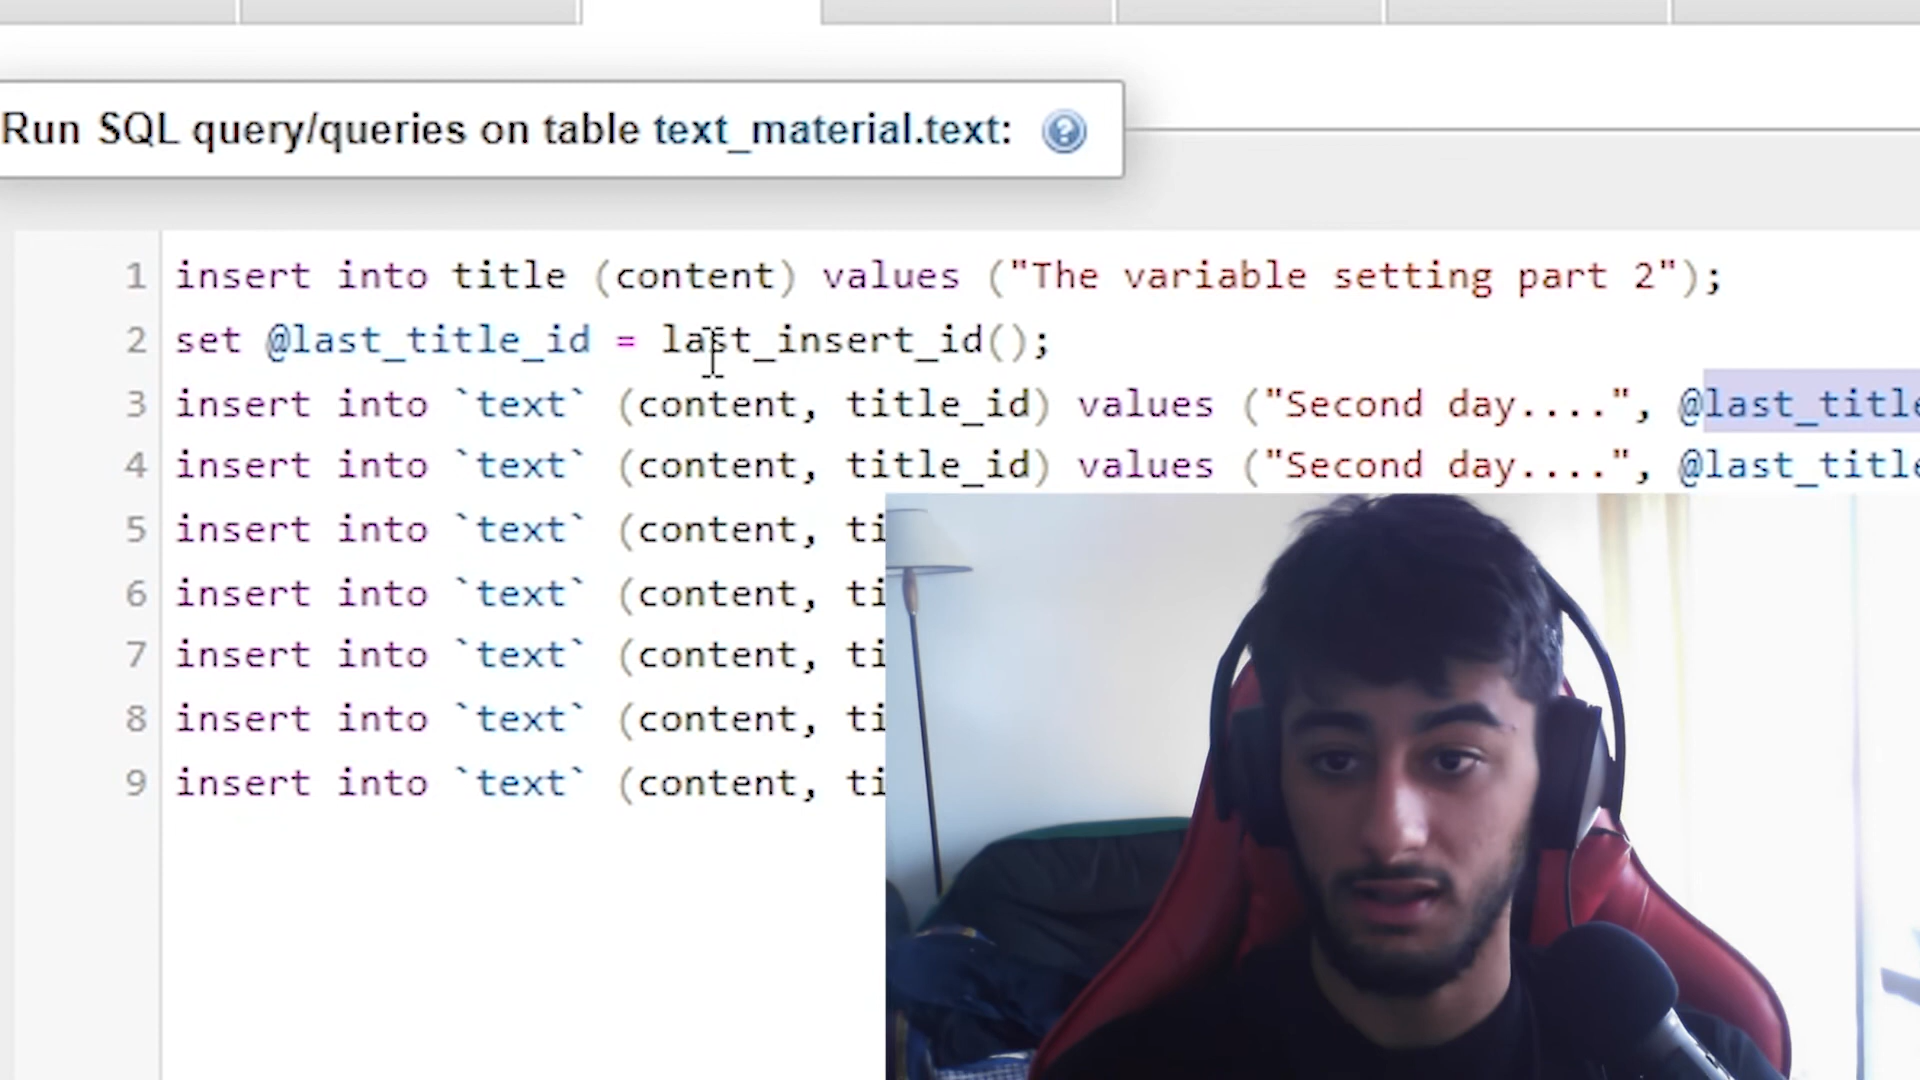 Run SQL query/queries on table text_material.text:
1 insert into title (content) values ("The variable setting part 2");
2 set @last_title_id = last_insert_id();
3 insert into `text` (content, title_id) values ("Second day....", @last_title
4 insert into `text` (content, title_id) values ("Second day....", @last_title
5 insert into `text` (content, ti
6 insert into `text` (content, ti
7 insert into `text` (content, ti
8 insert into `text` (content, ti
9 insert into `text` (content, ti